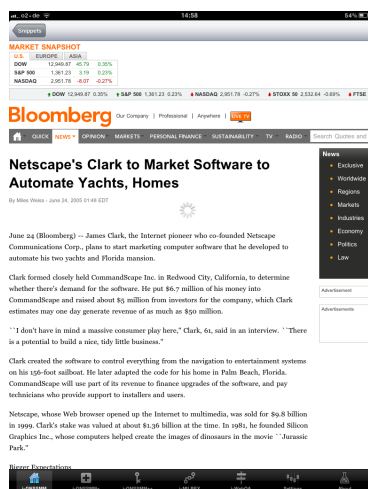 o2-de
14:58
54%
Snippets
MARKET SNAPSHOT
U.S. EUROPE ASIA
DOW 12,949.87 45.79 0.35%
S&P 500 1,361.23 3.19 0.23%
NASDAQ 2,951.78 -8.07 -0.27%
DOW 12,949.87 0.35% S&P 500 1,361.23 0.23% NASDAQ 2,951.78 -0.27% STOXX 50 2,532.64 -0.69% FTSE
Bloomberg Our Company | Professional | Anywhere | LIVE TV
QUICK NEWS OPINION MARKETS PERSONAL FINANCE SUSTAINABILITY TV RADIO Search Quotes and
Netscape's Clark to Market Software to
Automate Yachts, Homes
By Miles Weiss - June 24, 2005 01:48 EDT
June 24 (Bloomberg) -- James Clark, the Internet pioneer who co-founded Netscape
Communications Corp., plans to start marketing computer software that he developed to
automate his two yachts and Florida mansion.
Clark formed closely held CommandScape Inc. in Redwood City, California, to determine
whether there's demand for the software. He put $6.7 million of his money into
CommandScape and raised about $5 million from investors for the company, which Clark
estimates may one day generate revenue of as much as $50 million.
``I don't have in mind a massive consumer play here,'' Clark, 61, said in an interview. ``There
is a potential to build a nice, tidy little business.''
Clark created the software to control everything from the navigation to entertainment systems
on his 156-foot sailboat. He later adapted the code for his home in Palm Beach, Florida.
CommandScape will use part of its revenue to finance upgrades of the software, and pay
technicians who provide support to installers and users.
Netscape, whose Web browser opened up the Internet to multimedia, was sold for $9.8 billion
in 1999. Clark's stake was valued at about $1.36 billion at the time. In 1981, he founded Silicon
Graphics Inc., whose computers helped create the images of dinosaurs in the movie ``Jurassic
Park.''
Bigger Expectations
News
Exclusive
Worldwide
Regions
Markets
Industries
Economy
Politics
Law
Advertisement
Advertisements